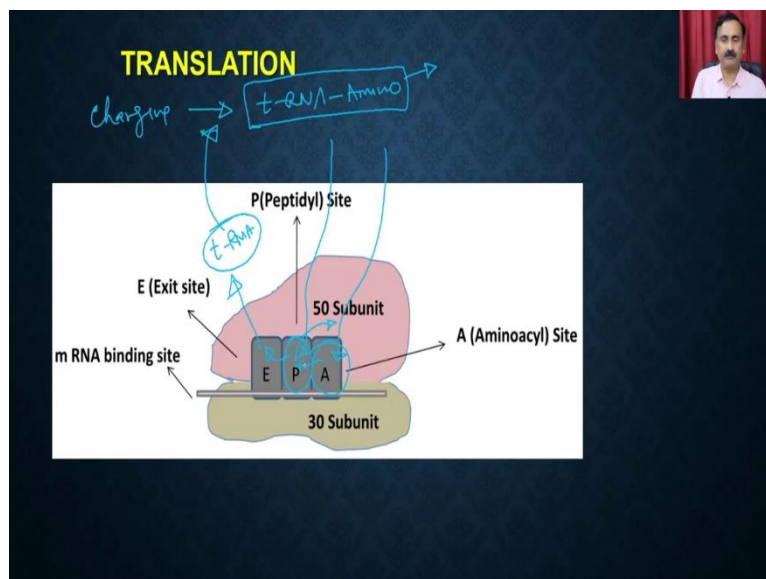 TRANSLATION
charging → t-RNA-Amino
P(Peptidyl) Site
t-RNA
E (Exit site)
50 Subunit
m RNA binding site
A (Aminoacyl) Site
E P A
30 Subunit